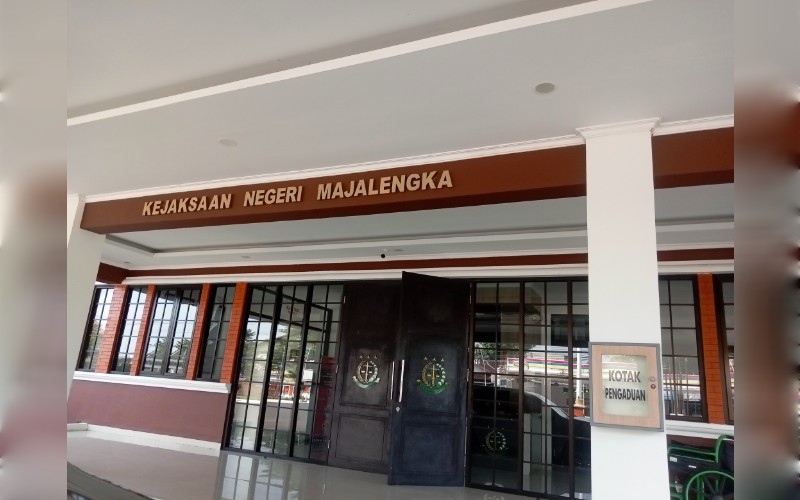 KEJAKSAAN NEGERI MAJALENGKA
KOTAK
PENGADUAN